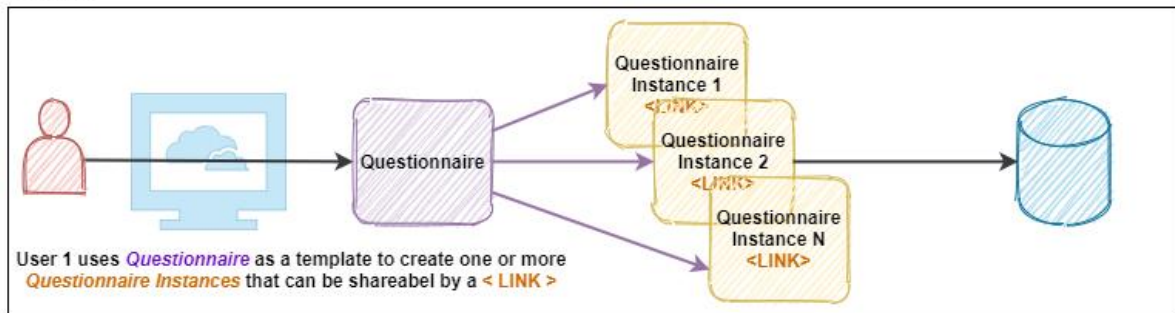 Questionnaire
Questionnaire
Instance 1
<LINK>
Questionnaire
Instance 2
<LINK>
Questionnaire
Instance N
<LINK>
User 1 uses Questionnaire as a template to create one or more
Questionnaire Instances that can be shareabel by a < LINK >